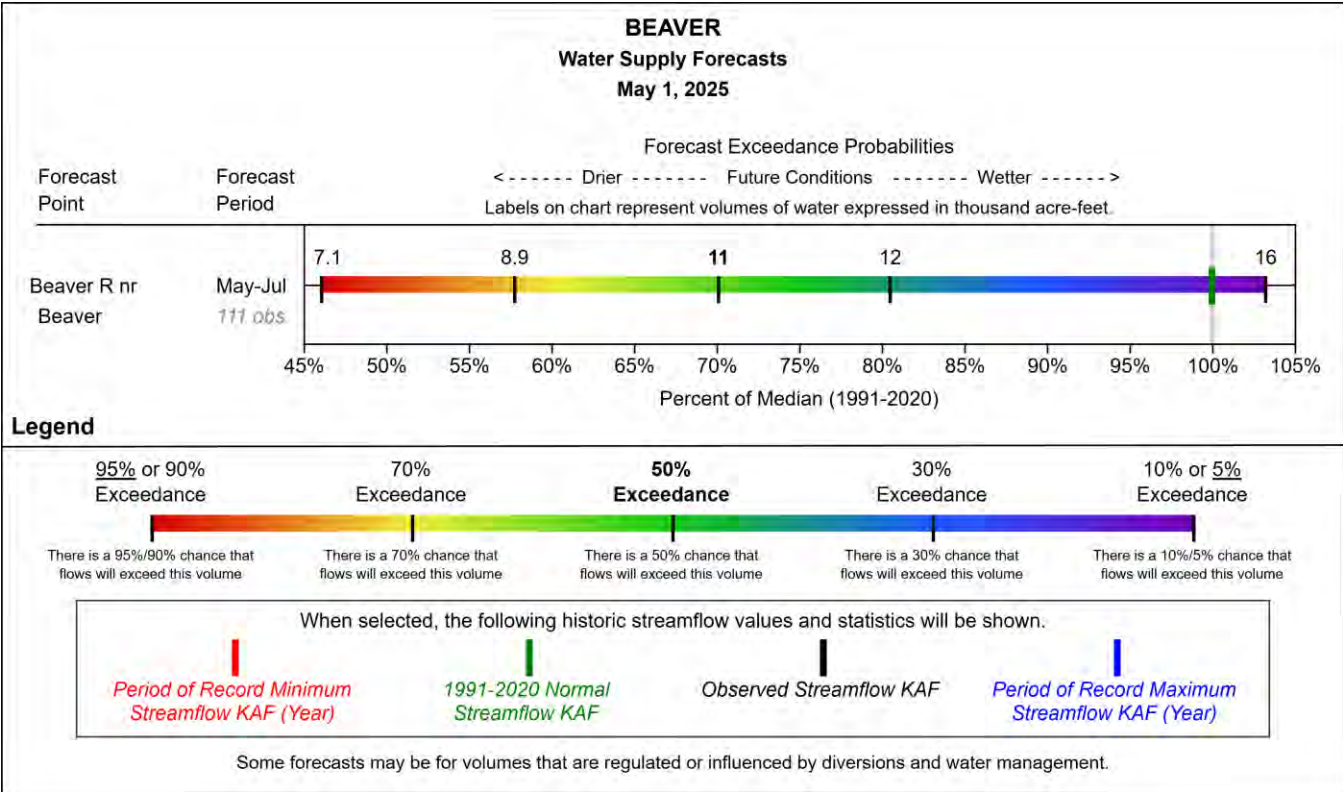 BEAVER
Water Supply Forecasts
May 1, 2025
Forecast Exceedance Probabilities
Forecast Point
Forecast Period
<------ Drier ------- Future Conditions ------- Wetter ------>
Labels on chart represent volumes of water expressed in thousand acre-feet.
7.1 8.9 11 12 16
Beaver R nr
Beaver
May-Jul
111 obs.
45% 50% 55% 60% 65% 70% 75% 80% 85% 90% 95% 100% 105%
Percent of Median (1991-2020)
Legend
95% or 90%
Exceedance
70%
Exceedance
50%
Exceedance
30%
Exceedance
10% or 5%
Exceedance
There is a 95%/90% chance that
flows will exceed this volume
There is a 70% chance that
flows will exceed this volume
There is a 50% chance that
flows will exceed this volume
There is a 30% chance that
flows will exceed this volume
There is a 10%/5% chance that
flows will exceed this volume
When selected, the following historic streamflow values and statistics will be shown.
Period of Record Minimum
Streamflow KAF (Year)
1991-2020 Normal
Streamflow KAF
Observed Streamflow KAF
Period of Record Maximum
Streamflow KAF (Year)
Some forecasts may be for volumes that are regulated or influenced by diversions and water management.